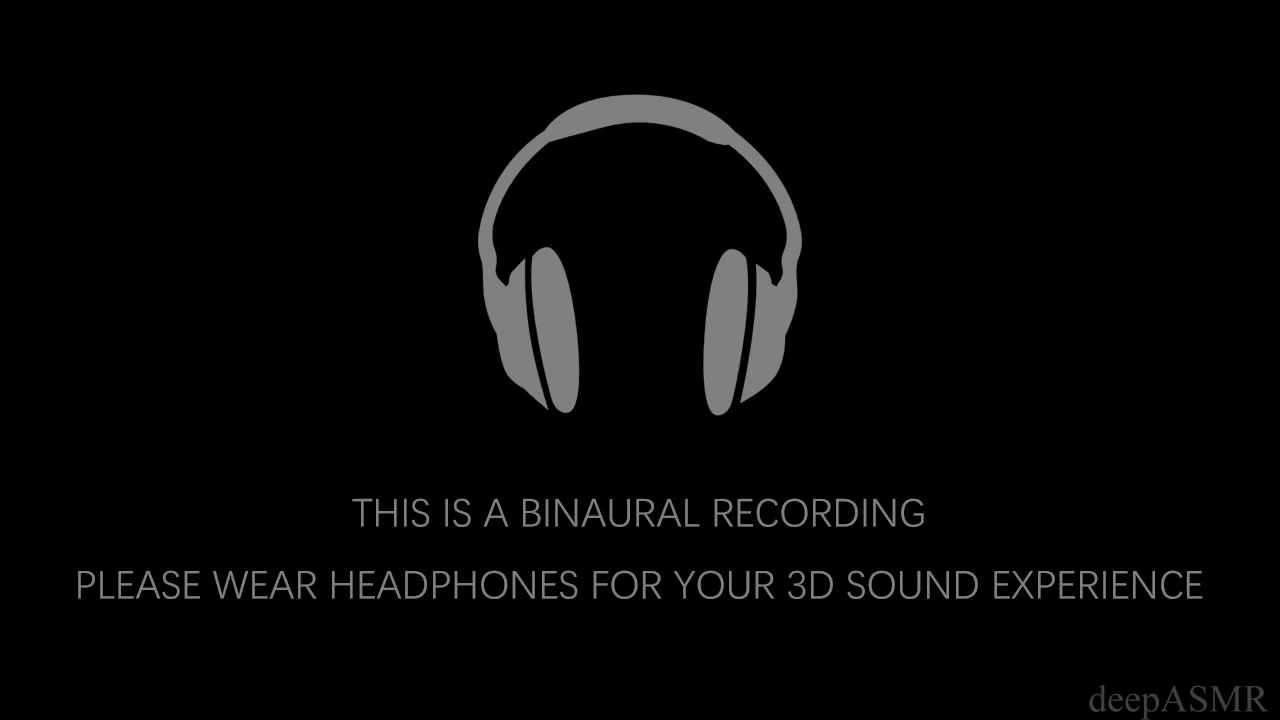 THIS IS A BINAURAL RECORDING
PLEASE WEAR HEADPHONES FOR YOUR 3D SOUND EXPERIENCE
deepASMR